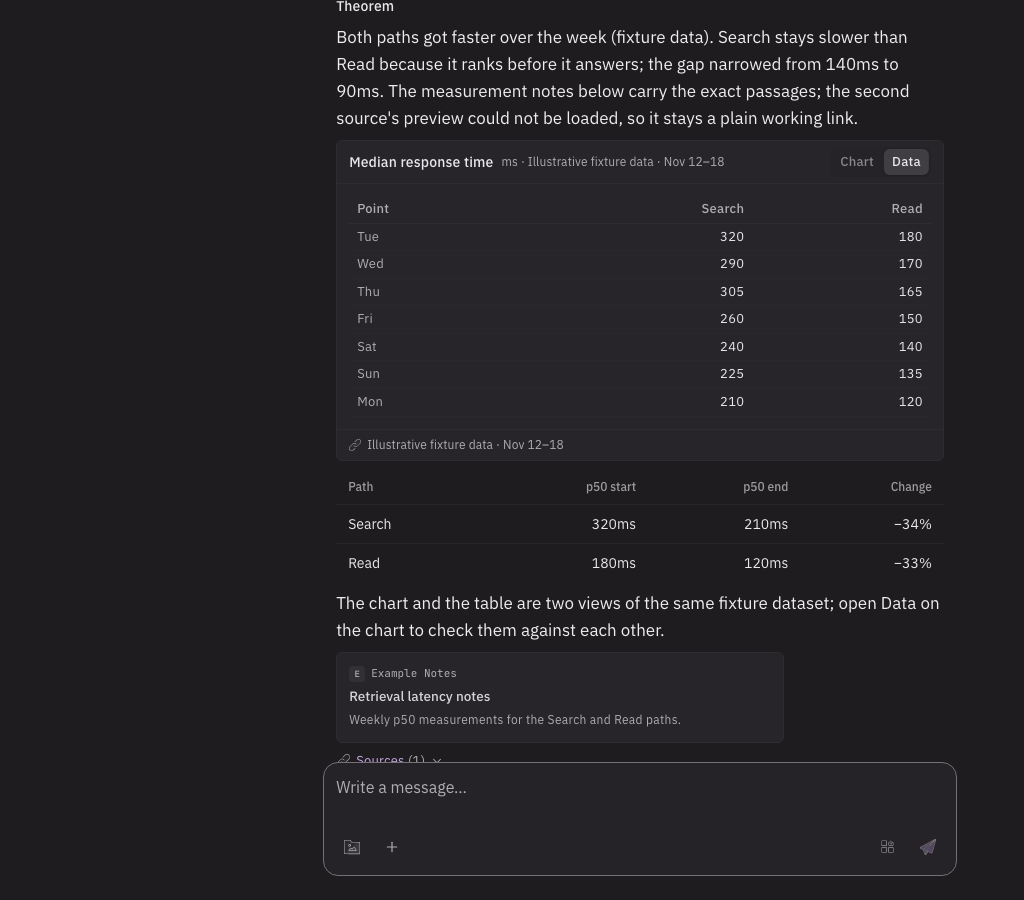 Theorem
Both paths got faster over the week (fixture data). Search stays slower than
Read because it ranks before it answers; the gap narrowed from 140ms to
90ms. The measurement notes below carry the exact passages; the second
source's preview could not be loaded, so it stays a plain working link.
Median response time ms · Illustrative fixture data · Nov 12–18 Chart Data
Point Search Read
Tue 320 180
Wed 290 170
Thu 305 165
Fri 260 150
Sat 240 140
Sun 225 135
Mon 210 120
Illustrative fixture data · Nov 12–18
Path p50 start p50 end Change
Search 320ms 210ms −34%
Read 180ms 120ms −33%
The chart and the table are two views of the same fixture dataset; open Data on
the chart to check them against each other.
E Example Notes
Retrieval latency notes
Weekly p50 measurements for the Search and Read paths.
Sources (1)
Write a message...